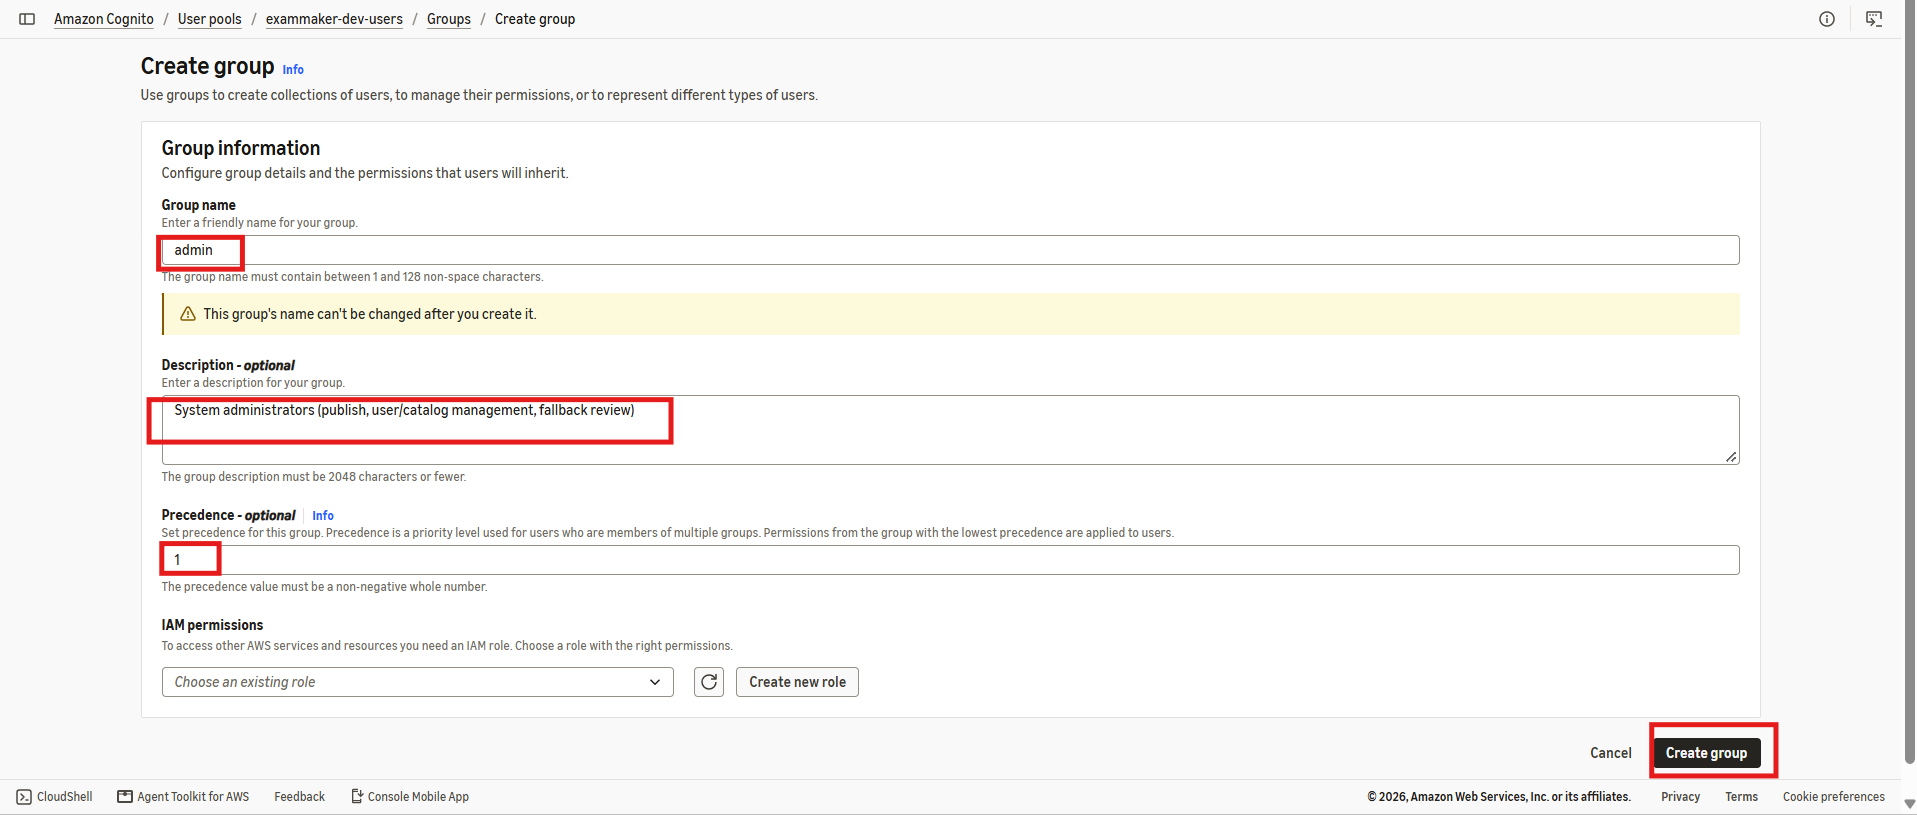 Amazon Cognito / User pools / exammaker-dev-users / Groups / Create group
Create group Info
Use groups to create collections of users, to manage their permissions, or to represent different types of users.
Group information
Configure group details and the permissions that users will inherit.
Group name
Enter a friendly name for your group.
admin
The group name must contain between 1 and 128 non-space characters.
This group's name can't be changed after you create it.
Description - optional
Enter a description for your group.
System administrators (publish, user/catalog management, fallback review)
The group description must be 2048 characters or fewer.
Precedence - optional Info
Set precedence for this group. Precedence is a priority level used for users who are members of multiple groups. Permissions from the group with the lowest precedence are applied to users.
1
The precedence value must be a non-negative whole number.
IAM permissions
To access other AWS services and resources you need an IAM role. Choose a role with the right permissions.
Choose an existing role Create new role
Cancel Create group
CloudShell Agent Toolkit for AWS Feedback Console Mobile App © 2026, Amazon Web Services, Inc. or its affiliates. Privacy Terms Cookie preferences